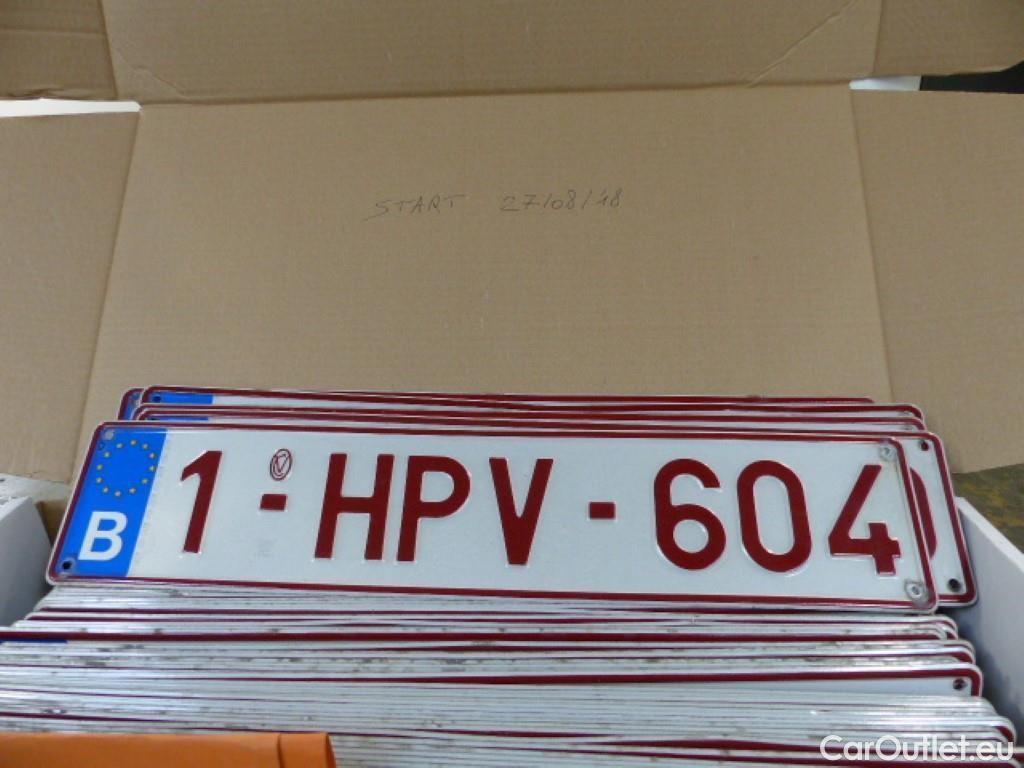 START 27/08/18
1-HPV-604
B
CarOutlet.eu